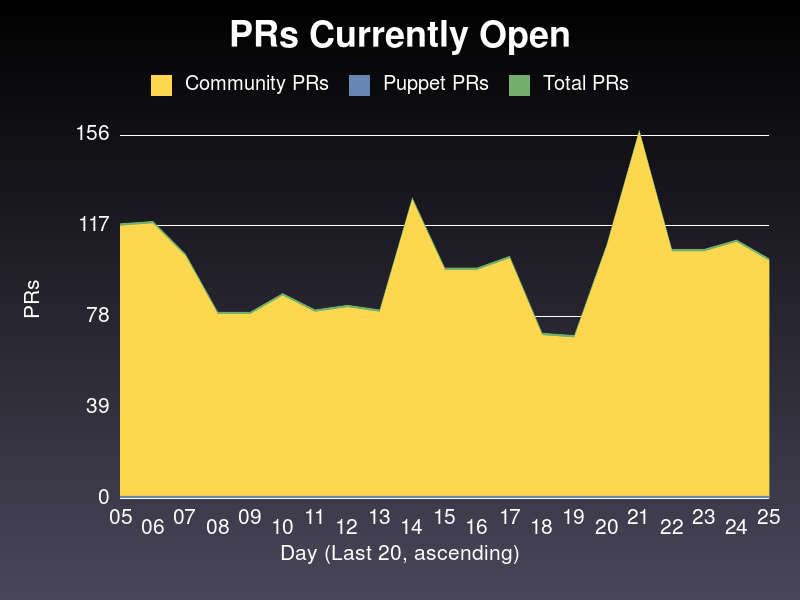 PRs Currently Open
Community PRs Puppet PRs Total PRs
156
117
78
39
0
PRs
05 06 07 08 09 10 11 12 13 14 15 16 17 18 19 20 21 22 23 24 25
Day (Last 20, ascending)